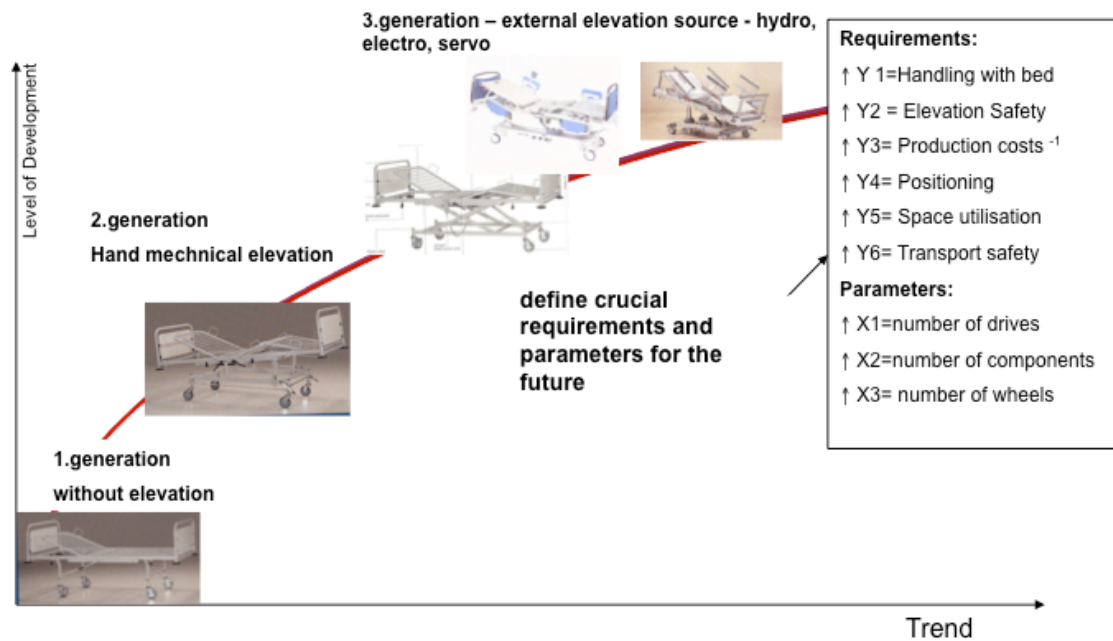 3.generation – external elevation source - hydro,
electro, servo
Level of Development
2.generation
Hand mechnical elevation
1.generation
without elevation
define crucial
requirements and
parameters for the
future
Requirements:
↑ Y 1=Handling with bed
↑ Y2 = Elevation Safety
↑ Y3= Production costs ⁻¹
↑ Y4= Positioning
↑ Y5= Space utilisation
↑ Y6= Transport safety
Parameters:
↑ X1=number of drives
↑ X2=number of components
↑ X3= number of wheels
Trend